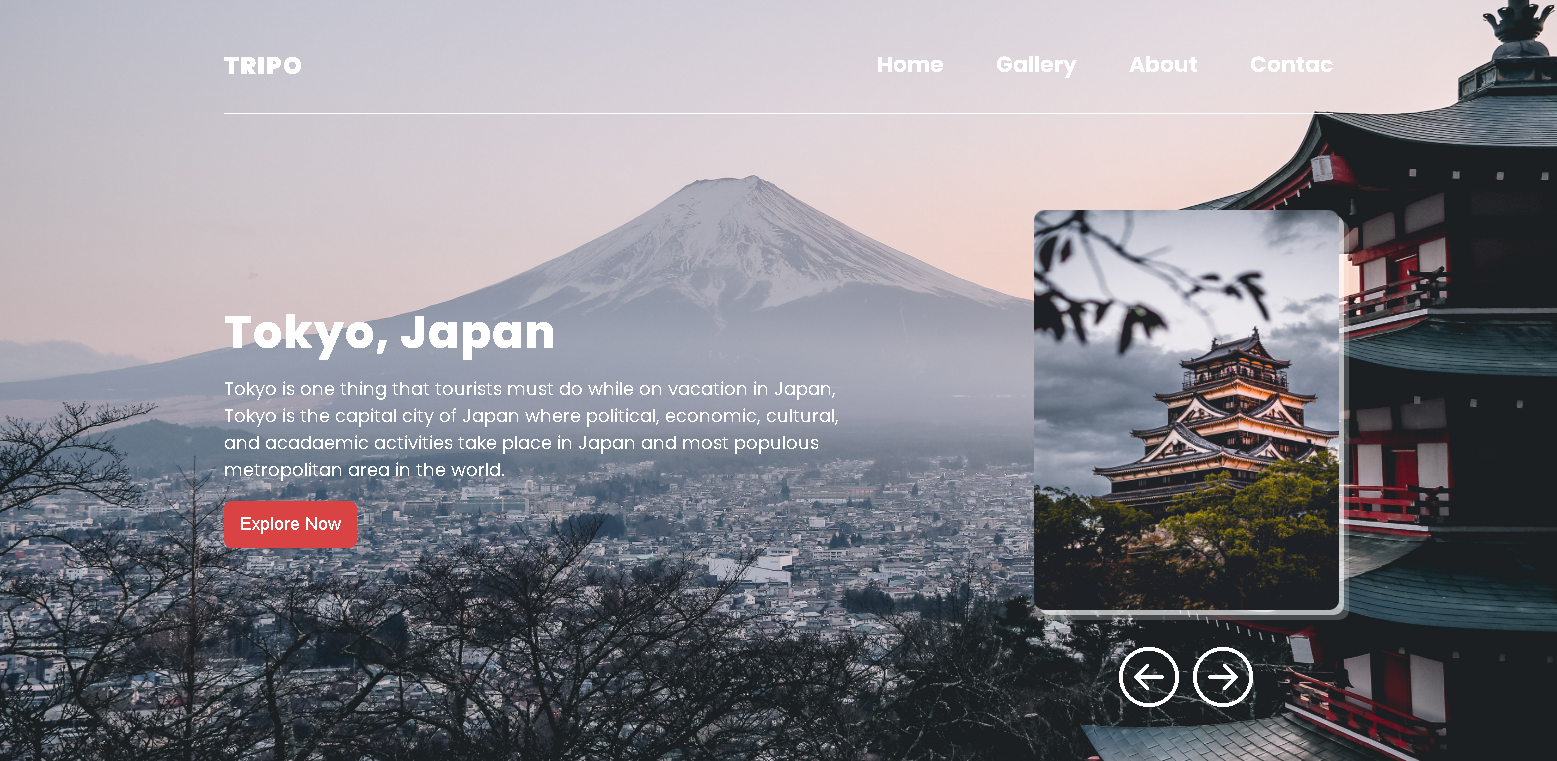 TRIPO
Home Gallery About Contac
Tokyo, Japan
Tokyo is one thing that tourists must do while on vacation in Japan,
Tokyo is the capital city of Japan where political, economic, cultural,
and acadaemic activities take place in Japan and most populous
metropolitan area in the world.
Explore Now